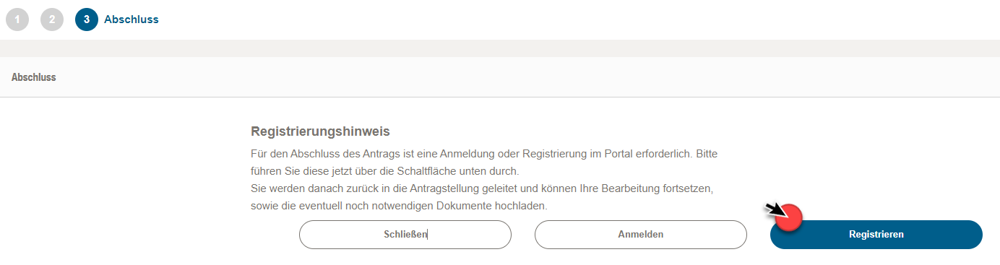 1 2 3 Abschluss
Abschluss
Registrierungshinweis
Für den Abschluss des Antrags ist eine Anmeldung oder Registrierung im Portal erforderlich. Bitte
führen Sie diese jetzt über die Schaltfläche unten durch.
Sie werden danach zurück in die Antragstellung geleitet und können Ihre Bearbeitung fortsetzen,
sowie die eventuell noch notwendigen Dokumente hochladen.
Schließen Anmelden Registrieren